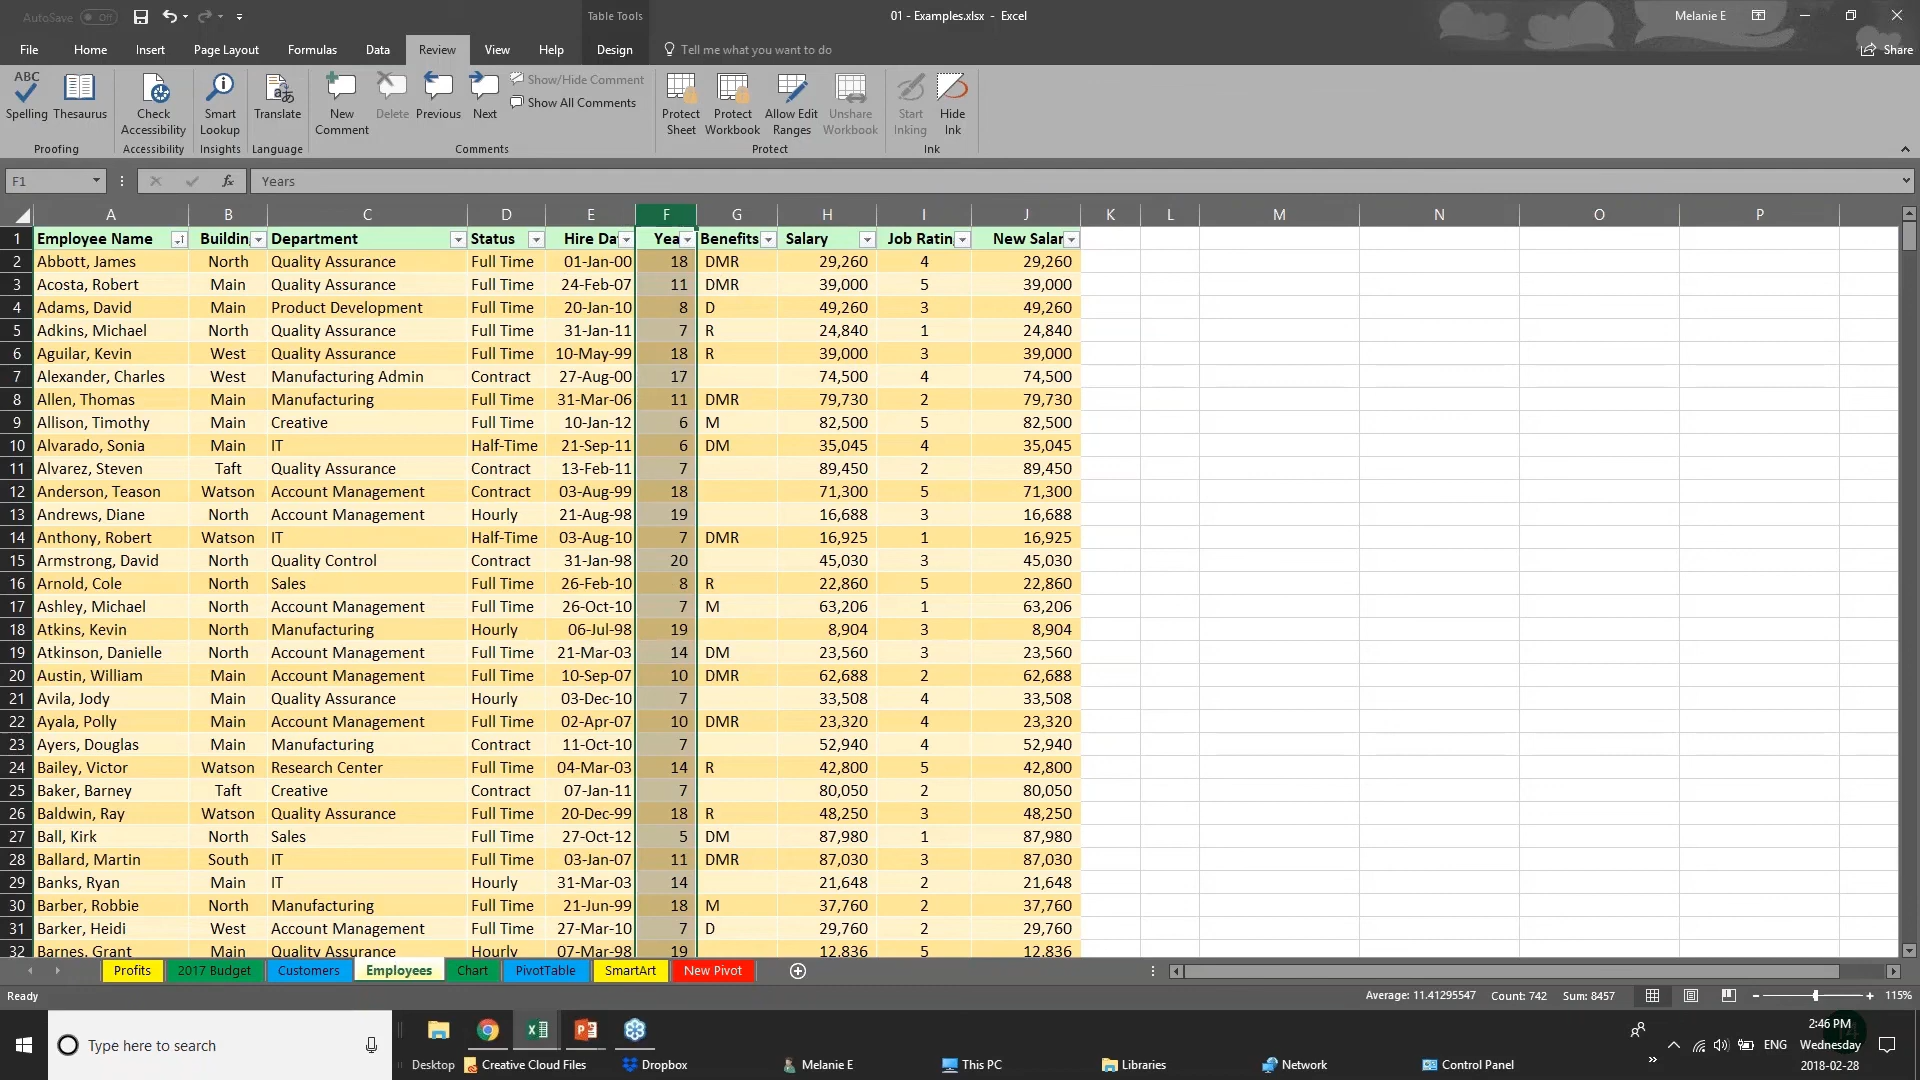 AutoSave Off
Table Tools
01 - Examples.xlsx - Excel
Melanie E
File Home Insert Page Layout Formulas Data Review View Help Design Tell me what you want to do Share
ABC
Spelling Thesaurus Check Accessibility Smart Lookup Translate New Comment Delete Previous Next Show/Hide Comment Show All Comments Protect Sheet Protect Workbook Allow Edit Ranges Unshare Workbook Start Inking Hide Ink
Proofing Accessibility Insights Language Comments Protect Ink
F1 fx Years
A B C D E F G H I J K L M N O P
1 Employee Name Buildin Department Status Hire Da Yea Benefits Salary Job Ratin New Salar
2 Abbott, James North Quality Assurance Full Time 01-Jan-00 18 DMR 29,260 4 29,260
3 Acosta, Robert Main Quality Assurance Full Time 24-Feb-07 11 DMR 39,000 5 39,000
4 Adams, David Main Product Development Full Time 20-Jan-10 8 D 49,260 3 49,260
5 Adkins, Michael North Quality Assurance Full Time 31-Jan-11 7 R 24,840 1 24,840
6 Aguilar, Kevin West Quality Assurance Full Time 10-May-99 18 R 39,000 3 39,000
7 Alexander, Charles West Manufacturing Admin Contract 27-Aug-00 17 74,500 4 74,500
8 Allen, Thomas Main Manufacturing Full Time 31-Mar-06 11 DMR 79,730 2 79,730
9 Allison, Timothy Main Creative Full Time 10-Jan-12 6 M 82,500 5 82,500
10 Alvarado, Sonia Main IT Half-Time 21-Sep-11 6 DM 35,045 4 35,045
11 Alvarez, Steven Taft Quality Assurance Contract 13-Feb-11 7 89,450 2 89,450
12 Anderson, Teason Watson Account Management Contract 03-Aug-99 18 71,300 5 71,300
13 Andrews, Diane North Account Management Hourly 21-Aug-98 19 16,688 3 16,688
14 Anthony, Robert Watson IT Half-Time 03-Aug-10 7 DMR 16,925 1 16,925
15 Armstrong, David North Quality Control Contract 31-Jan-98 20 45,030 3 45,030
16 Arnold, Cole North Sales Full Time 26-Feb-10 8 R 22,860 5 22,860
17 Ashley, Michael North Account Management Full Time 26-Oct-10 7 M 63,206 1 63,206
18 Atkins, Kevin North Manufacturing Hourly 06-Jul-98 19 8,904 3 8,904
19 Atkinson, Danielle North Account Management Full Time 21-Mar-03 14 DM 23,560 3 23,560
20 Austin, William Main Account Management Full Time 10-Sep-07 10 DMR 62,688 2 62,688
21 Avila, Jody Main Quality Assurance Hourly 03-Dec-10 7 33,508 4 33,508
22 Ayala, Polly Main Account Management Full Time 02-Apr-07 10 DMR 23,320 4 23,320
23 Ayers, Douglas Main Manufacturing Contract 11-Oct-10 7 52,940 4 52,940
24 Bailey, Victor Watson Research Center Full Time 04-Mar-03 14 R 42,800 5 42,800
25 Baker, Barney Taft Creative Contract 07-Jan-11 7 80,050 2 80,050
26 Baldwin, Ray Watson Quality Assurance Full Time 20-Dec-99 18 R 48,250 3 48,250
27 Ball, Kirk North Sales Full Time 27-Oct-12 5 DM 87,980 1 87,980
28 Ballard, Martin South IT Full Time 03-Jan-07 11 DMR 87,030 3 87,030
29 Banks, Ryan Main IT Hourly 31-Mar-03 14 21,648 2 21,648
30 Barber, Robbie North Manufacturing Full Time 21-Jun-99 18 M 37,760 2 37,760
31 Barker, Heidi West Account Management Full Time 27-Mar-10 7 D 29,760 2 29,760
32 Barnes, Grant Main Quality Assurance Hourly 07-Mar-98 19 12,836 5 12,836
Profits 2017 Budget Customers Employees Chart PivotTable SmartArt New Pivot
Ready Average: 11.41295547 Count: 742 Sum: 8457 115%
Type here to search
Desktop Creative Cloud Files Dropbox Melanie E This PC Libraries Network Control Panel
ENG
2:46 PM
Wednesday
2018-02-28